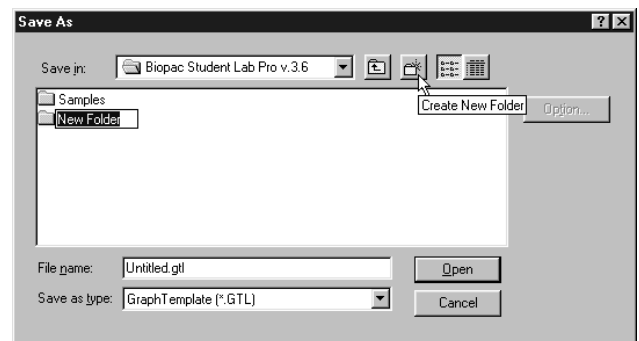 Save As
Save in: Biopac Student Lab Pro v.3.6
Samples
New Folder
Create New Folder
Option...
File name: Untitled.gtl Open
Save as type: GraphTemplate (*.GTL) Cancel